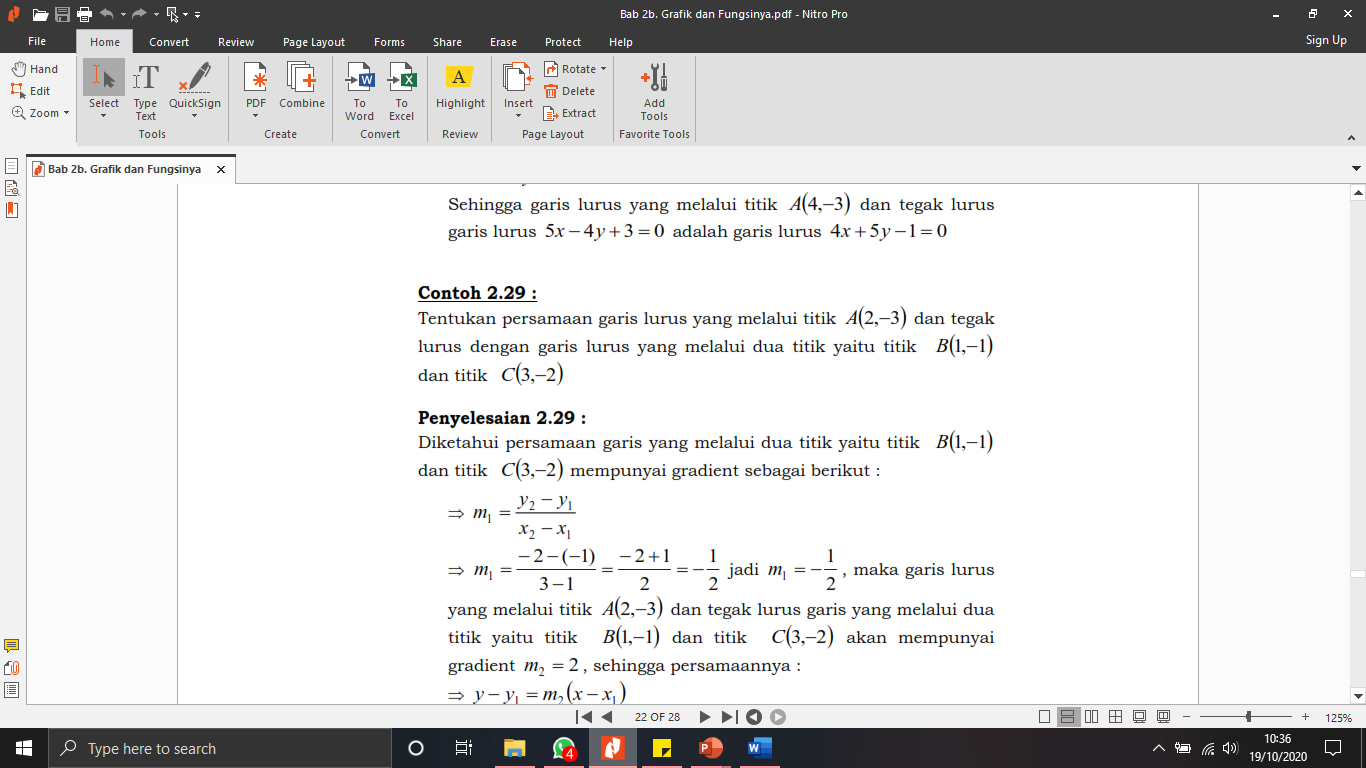 Bab 2b. Grafik dan Fungsinya.pdf - Nitro Pro
File Home Convert Review Page Layout Forms Share Erase Protect Help Sign Up
Hand
Edit
Zoom
Select
Type Text
QuickSign
Tools
PDF
Combine
Create
To Word
To Excel
Convert
A
Highlight
Review
Insert
Rotate
Delete
Extract
Page Layout
Add Tools
Favorite Tools
Bab 2b. Grafik dan Fungsinya
Sehingga garis lurus yang melalui titik A(4,−3) dan tegak lurus
garis lurus 5x − 4y + 3 = 0 adalah garis lurus 4x + 5y − 1 = 0
Contoh 2.29 :
Tentukan persamaan garis lurus yang melalui titik A(2,−3) dan tegak
lurus dengan garis lurus yang melalui dua titik yaitu titik B(1,−1)
dan titik C(3,−2)
Penyelesaian 2.29 :
Diketahui persamaan garis yang melalui dua titik yaitu titik B(1,−1)
dan titik C(3,−2) mempunyai gradient sebagai berikut :
⇒ m₁ = (y₂ − y₁)/(x₂ − x₁)
⇒ m₁ = (−2 − (−1))/(3 − 1) = (−2 + 1)/2 = −1/2 jadi m₁ = −1/2 , maka garis lurus
yang melalui titik A(2,−3) dan tegak lurus garis yang melalui dua
titik yaitu titik B(1,−1) dan titik C(3,−2) akan mempunyai
gradient m₂ = 2 , sehingga persamaannya :
⇒ y − y₁ = m₂(x − x₁)
22 OF 28
125%
Type here to search
4
10:36
19/10/2020